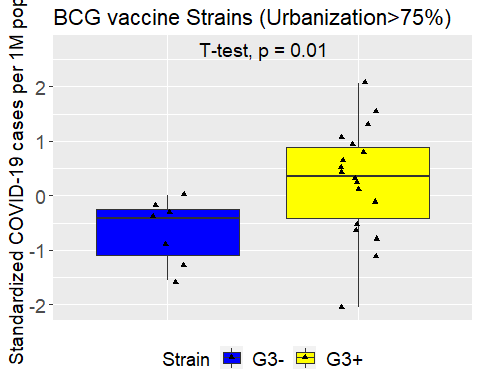 BCG vaccine Strains (Urbanization>75%)
T-test, p = 0.01
Standardized COVID-19 cases per 1M
2
1
0
-1
-2
Strain G3- G3+